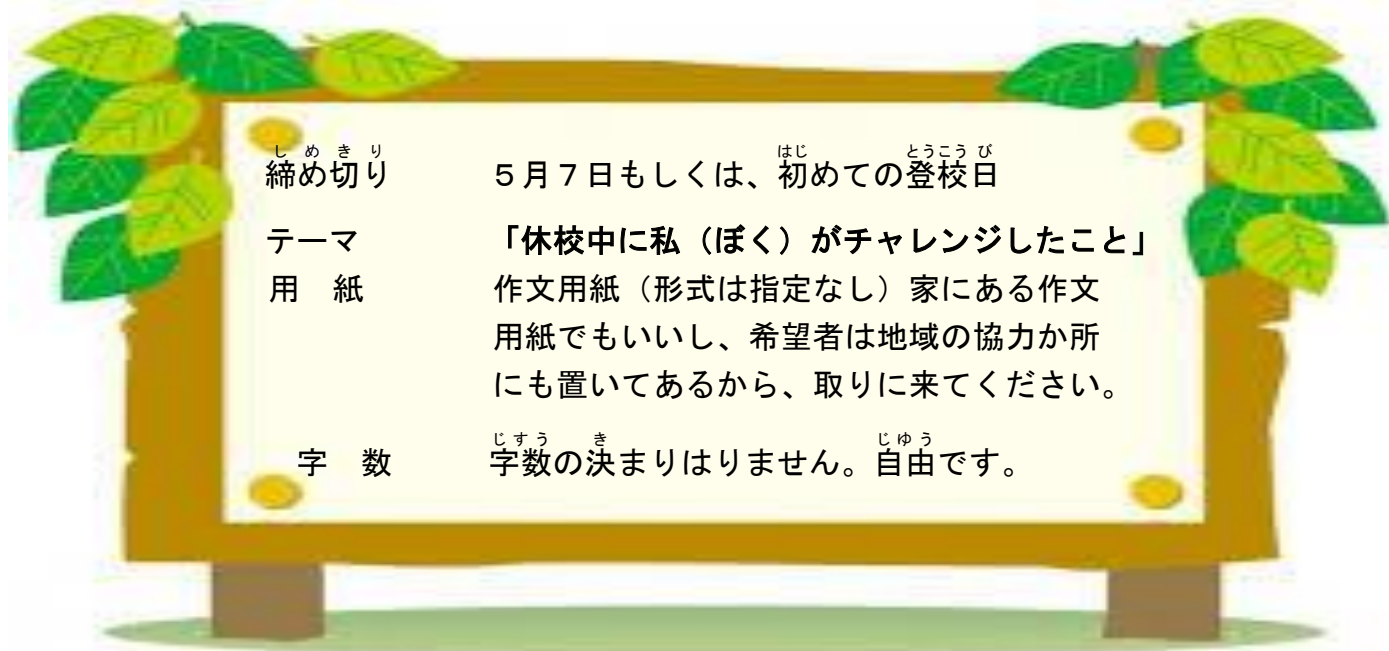 締め切り 5月7日もしくは、初めての登校日
テーマ 「休校中に私(ぼく)がチャレンジしたこと」
用 紙 作文用紙(形式は指定なし)家にある作文
用紙でもいいし、希望者は地域の協力か所
にも置いてあるから、取りに来てください。
字 数 字数の決まりはりません。自由です。